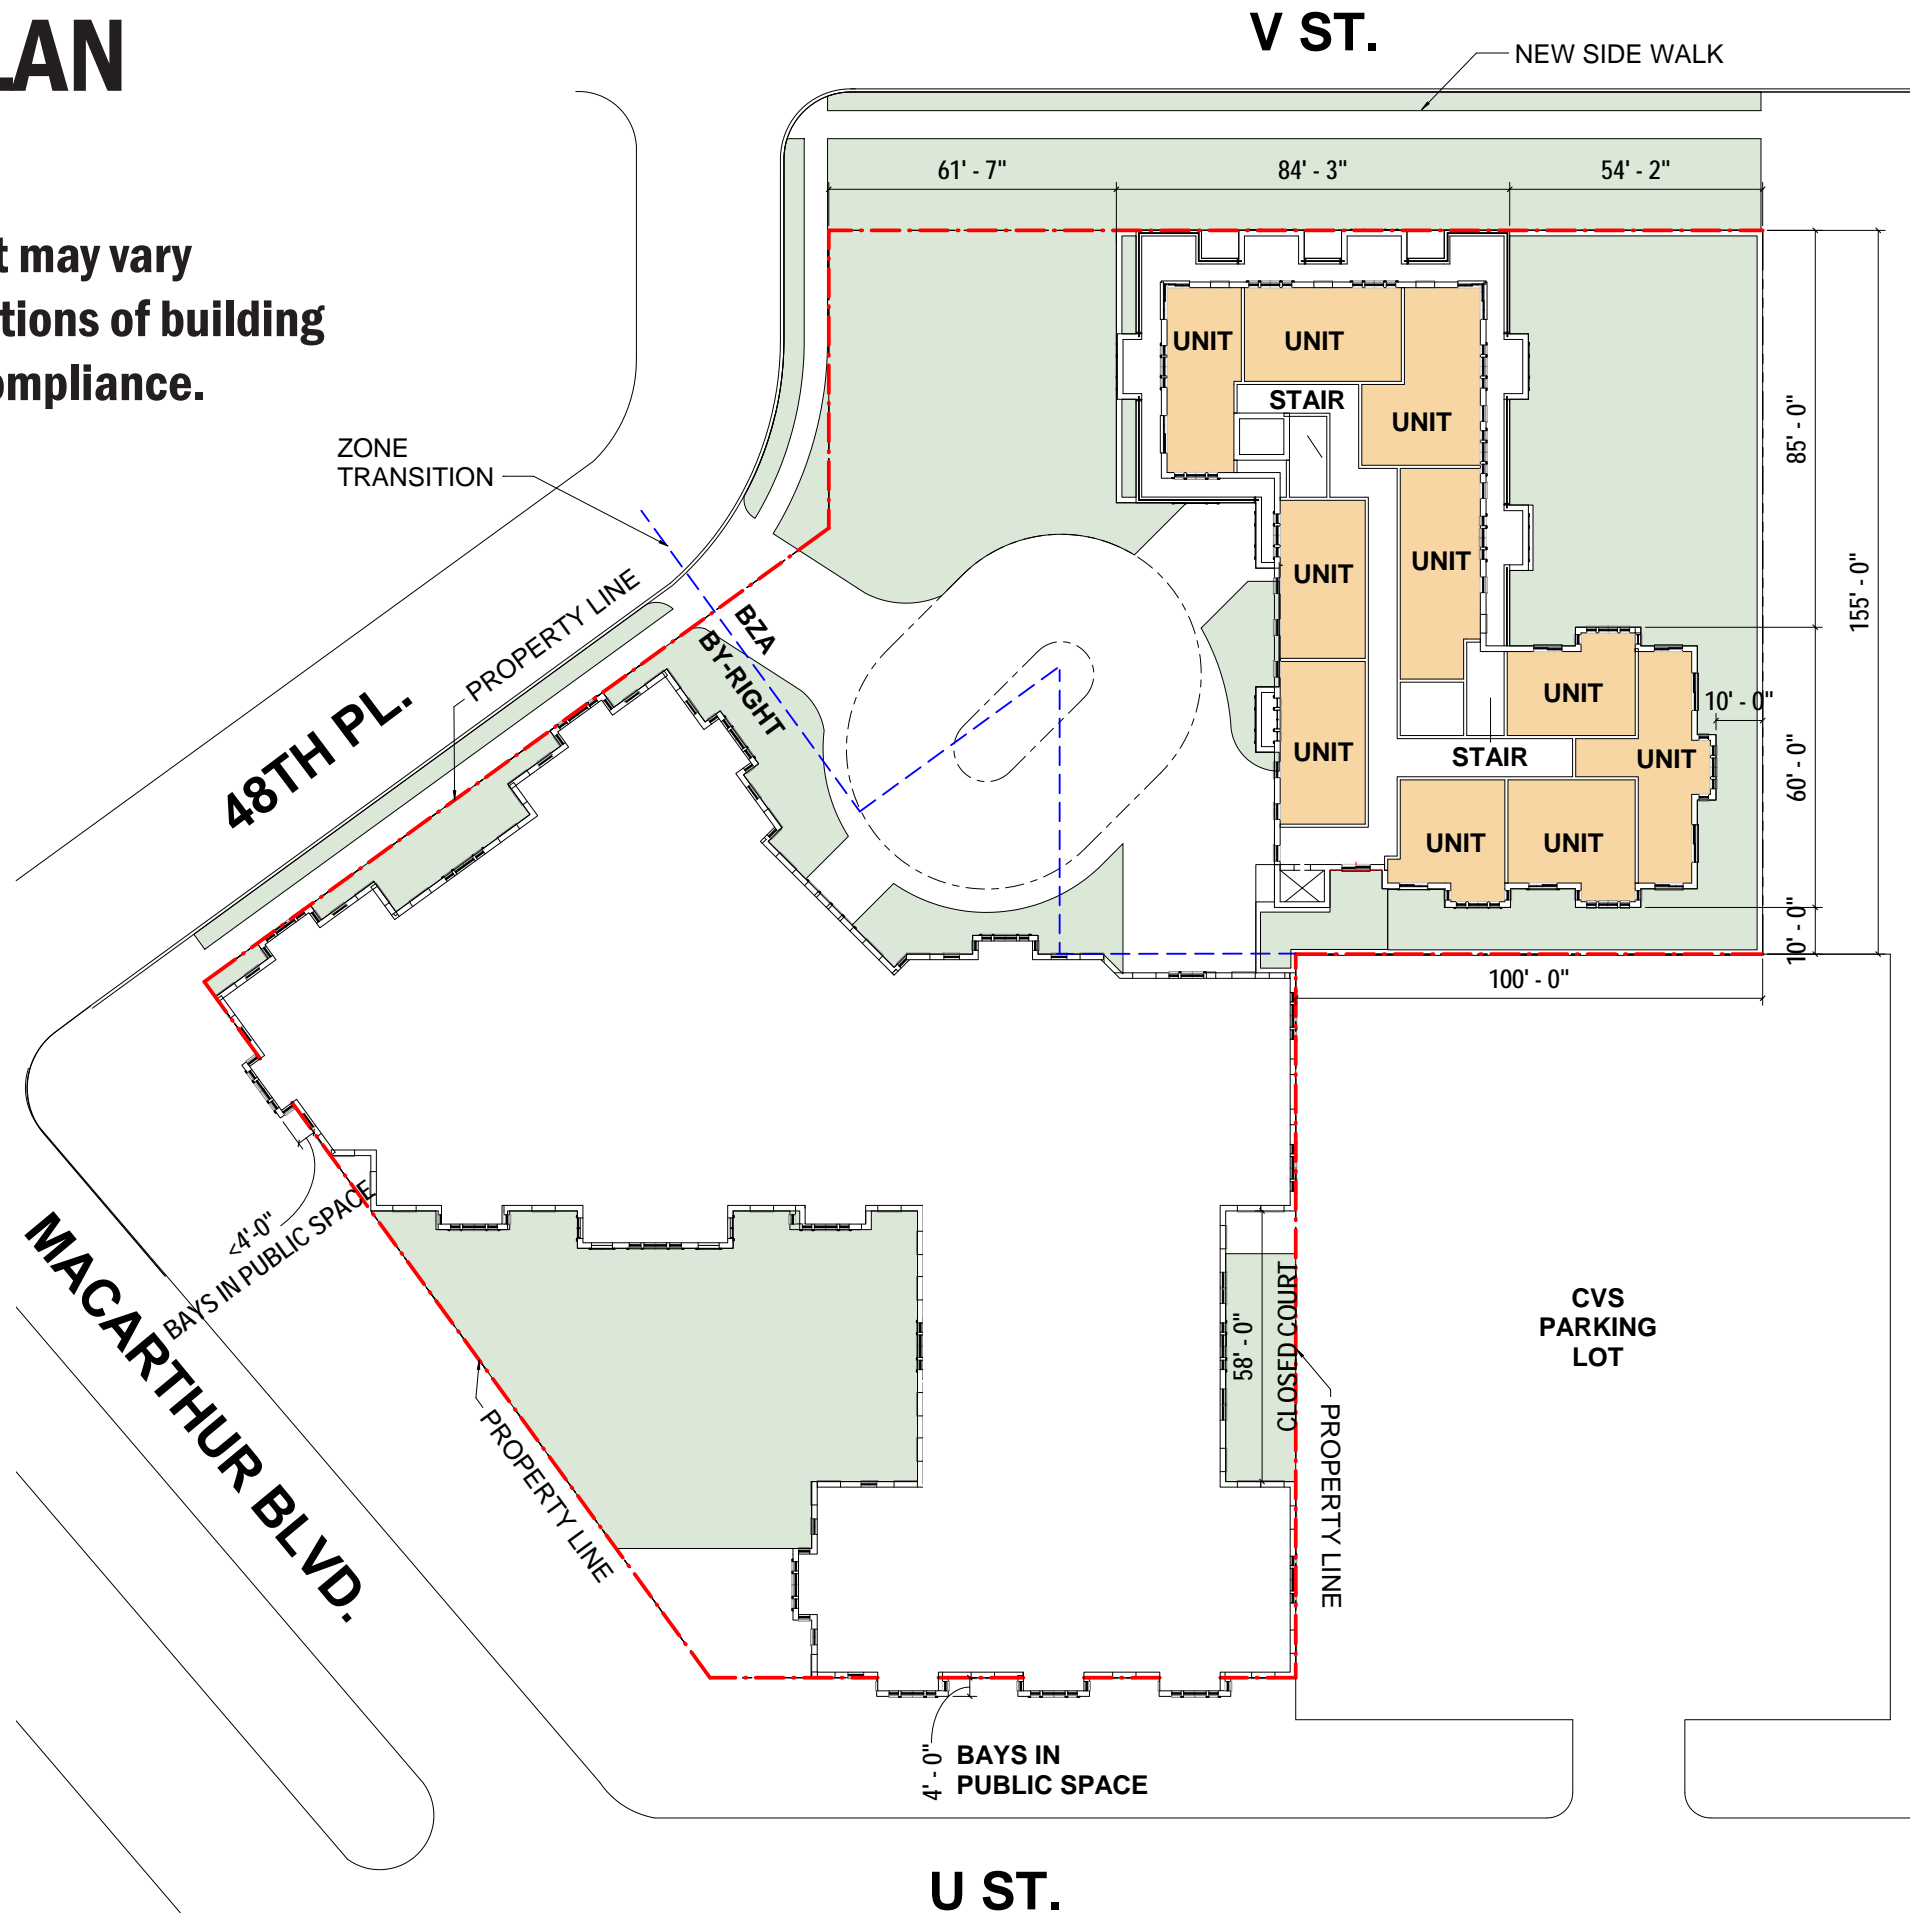 LAN
V ST.
NEW SIDE WALK
t may vary
tions of building
ompliance.
61' - 7"
84' - 3"
54' - 2"
ZONE
TRANSITION
PROPERTY LINE
48TH PL.
BZA
BY-RIGHT
UNIT
UNIT
STAIR
UNIT
UNIT
UNIT
UNIT
UNIT
STAIR
UNIT
UNIT
UNIT
10' - 0"
85' - 0"
155' - 0"
60' - 0"
10' - 0"
100' - 0"
<4'-0"
BAYS IN PUBLIC SPACE
MACARTHUR BLVD.
PROPERTY LINE
58' - 0"
CLOSED COURT
PROPERTY LINE
CVS
PARKING
LOT
4' - 0"
BAYS IN
PUBLIC SPACE
U ST.